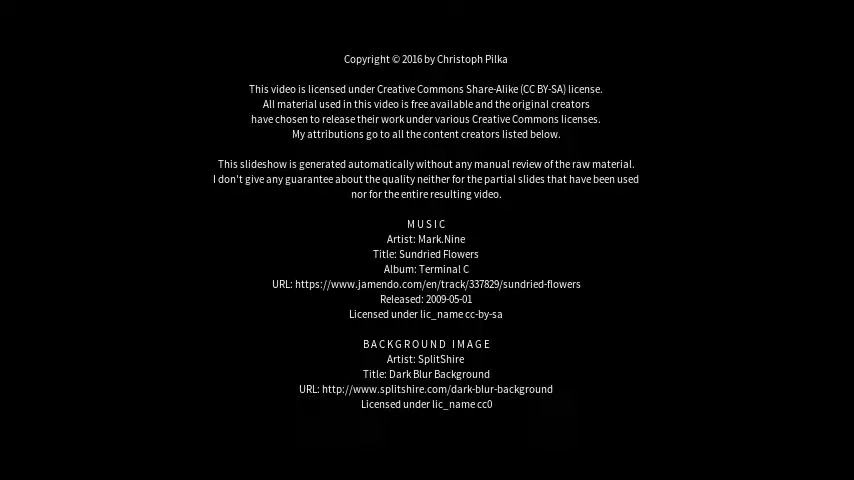 Copyright © 2016 by Christoph Pilka
This video is licensed under Creative Commons Share-Alike (CC BY-SA) license.
All material used in this video is free available and the original creators
have chosen to release their work under various Creative Commons licenses.
My attributions go to all the content creators listed below.
This slideshow is generated automatically without any manual review of the raw material.
I don't give any guarantee about the quality neither for the partial slides that have been used
nor for the entire resulting video.
MUSIC
Artist: Mark.Nine
Title: Sundried Flowers
Album: Terminal C
URL: https://www.jamendo.com/en/track/337829/sundried-flowers
Released: 2009-05-01
Licensed under lic_name cc-by-sa
BACKGROUND IMAGE
Artist: SplitShire
Title: Dark Blur Background
URL: http://www.splitshire.com/dark-blur-background
Licensed under lic_name cc0